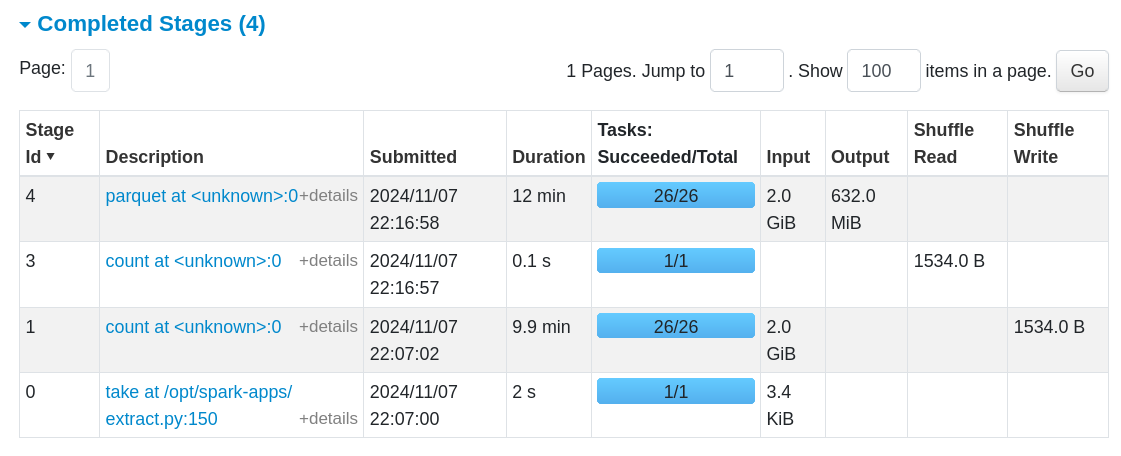 Completed Stages (4)
Page: 1 1 Pages. Jump to 1 . Show 100 items in a page. Go
Stage Id Description Submitted Duration Tasks: Succeeded/Total Input Output Shuffle Read Shuffle Write
4 parquet at <unknown>:0 +details 2024/11/07 22:16:58 12 min 26/26 2.0 GiB 632.0 MiB
3 count at <unknown>:0 +details 2024/11/07 22:16:57 0.1 s 1/1 1534.0 B
1 count at <unknown>:0 +details 2024/11/07 22:07:02 9.9 min 26/26 2.0 GiB 1534.0 B
0 take at /opt/spark-apps/extract.py:150 +details 2024/11/07 22:07:00 2 s 1/1 3.4 KiB